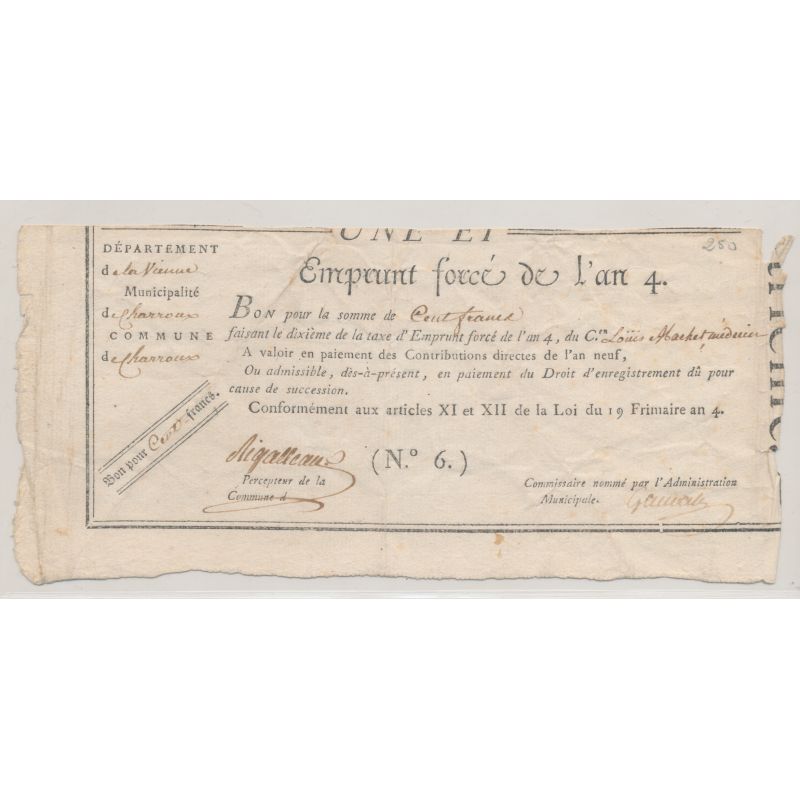 UNE ET
250
DÉPARTEMENT
de la Vienne
Municipalité
de Charroux
COMMUNE
de Charroux
Emprunt forcé de l'an 4.
BON pour la somme de Cent francs
faisant le dixième de la taxe d'Emprunt forcé de l'an 4, du C.en Louis Machet médecin
A valoir en paiement des Contributions directes de l'an neuf,
Ou admissible, dès-à-présent, en paiement du Droit d'enregistrement dû pour
cause de succession.
Conformément aux articles XI et XII de la Loi du 19 Frimaire an 4.
Bon pour Cent francs.
(N.° 6.)
Percepteur de la
Commune d
Commissaire nommé par l'Administration
Municipale.